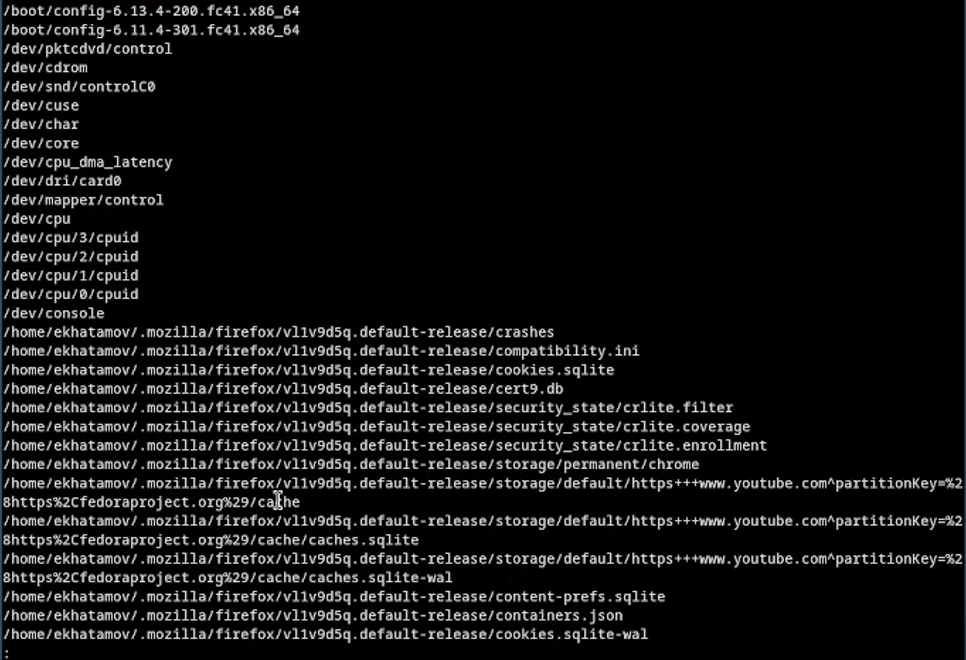 /boot/config-6.13.4-200.fc41.x86_64
/boot/config-6.11.4-301.fc41.x86_64
/dev/pktcdvd/control
/dev/cdrom
/dev/snd/controlC0
/dev/cuse
/dev/char
/dev/core
/dev/cpu_dma_latency
/dev/dri/card0
/dev/mapper/control
/dev/cpu
/dev/cpu/3/cpuid
/dev/cpu/2/cpuid
/dev/cpu/1/cpuid
/dev/cpu/0/cpuid
/dev/console
/home/ekhatamov/.mozilla/firefox/vl1v9d5q.default-release/crashes
/home/ekhatamov/.mozilla/firefox/vl1v9d5q.default-release/compatibility.ini
/home/ekhatamov/.mozilla/firefox/vl1v9d5q.default-release/cookies.sqlite
/home/ekhatamov/.mozilla/firefox/vl1v9d5q.default-release/cert9.db
/home/ekhatamov/.mozilla/firefox/vl1v9d5q.default-release/security_state/crlite.filter
/home/ekhatamov/.mozilla/firefox/vl1v9d5q.default-release/security_state/crlite.coverage
/home/ekhatamov/.mozilla/firefox/vl1v9d5q.default-release/security_state/crlite.enrollment
/home/ekhatamov/.mozilla/firefox/vl1v9d5q.default-release/storage/permanent/chrome
/home/ekhatamov/.mozilla/firefox/vl1v9d5q.default-release/storage/default/https+++www.youtube.com^partitionKey=%2
8https%2Cfedoraproject.org%29/cache
/home/ekhatamov/.mozilla/firefox/vl1v9d5q.default-release/storage/default/https+++www.youtube.com^partitionKey=%2
8https%2Cfedoraproject.org%29/cache/caches.sqlite
/home/ekhatamov/.mozilla/firefox/vl1v9d5q.default-release/storage/default/https+++www.youtube.com^partitionKey=%2
8https%2Cfedoraproject.org%29/cache/caches.sqlite-wal
/home/ekhatamov/.mozilla/firefox/vl1v9d5q.default-release/content-prefs.sqlite
/home/ekhatamov/.mozilla/firefox/vl1v9d5q.default-release/containers.json
/home/ekhatamov/.mozilla/firefox/vl1v9d5q.default-release/cookies.sqlite-wal
: